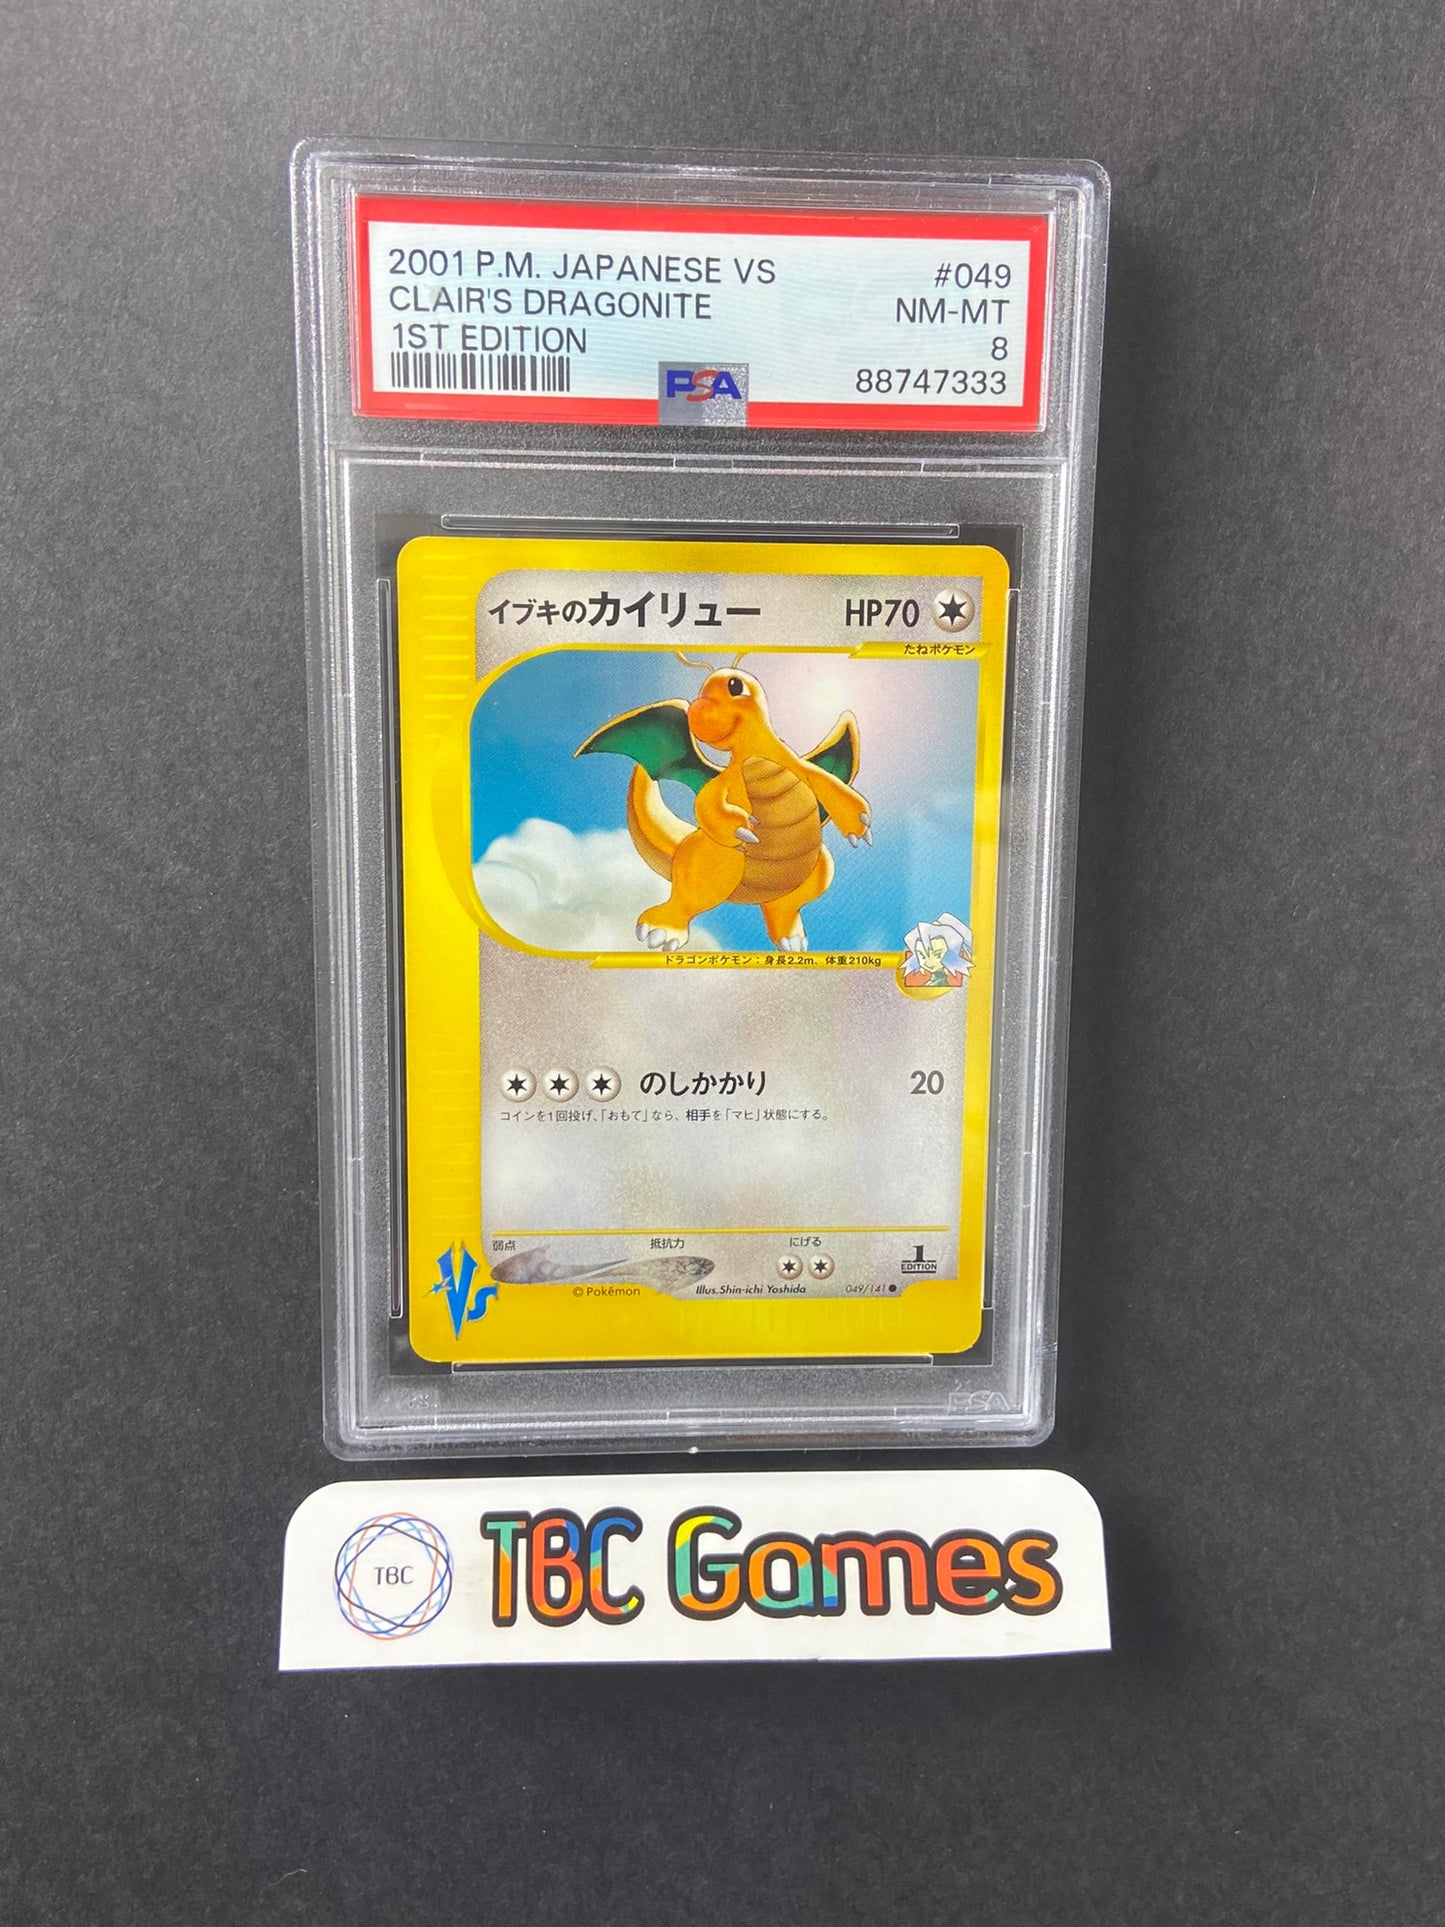 2001 P.M. JAPANESE VS #049
CLAIR'S DRAGONITE NM-MT
1ST EDITION 8
PSA 88747333
イブキのカイリュー HP70
たねポケモン
ドラゴンポケモン：身長2.2m、体重210kg
のしかかり 20
コインを1回投げ、「おもて」なら、相手を「マヒ」状態にする。
弱点 抵抗力 にげる
1 EDITION
VS
©Pokémon Illus.Shin-ichi Yoshida 049/141●
PSA
TBC TBC Games